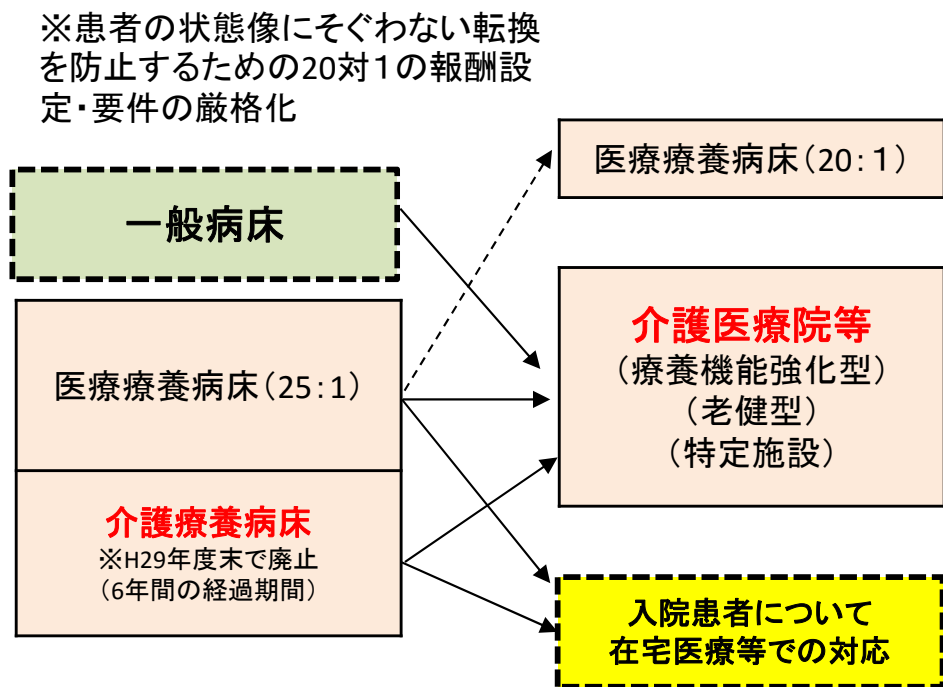 ※患者の状態像にそぐわない転換
を防止するための20対1の報酬設
定・要件の厳格化
一般病床
医療療養病床(25:1)
介護療養病床
※H29年度末で廃止
(6年間の経過期間)
医療療養病床(20:1)
介護医療院等
(療養機能強化型)
(老健型)
(特定施設)
入院患者について
在宅医療等での対応